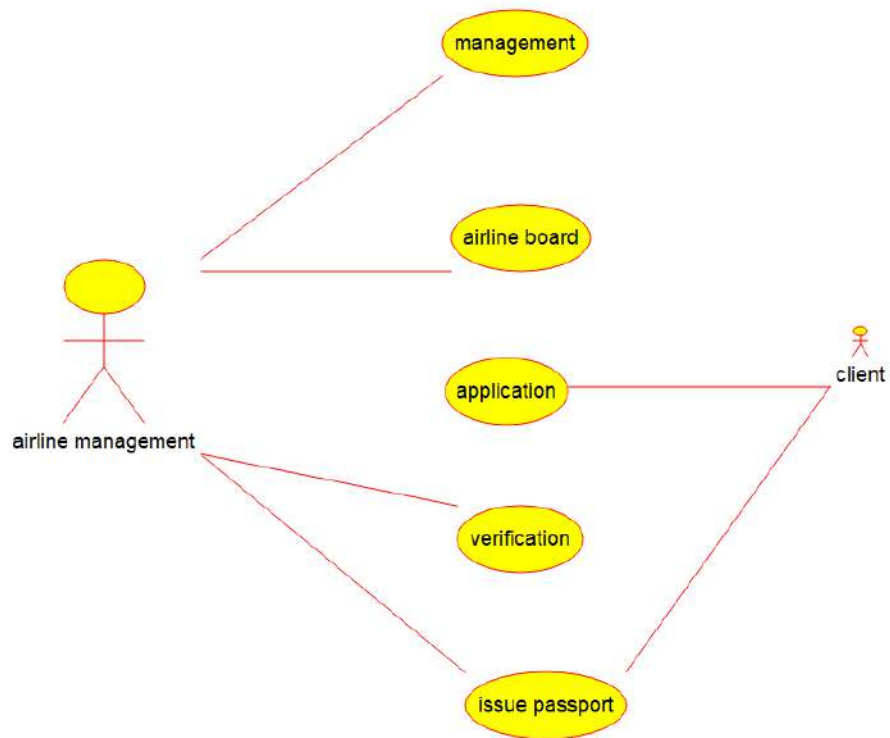 management
airline board
application
client
airline management
verification
issue passport